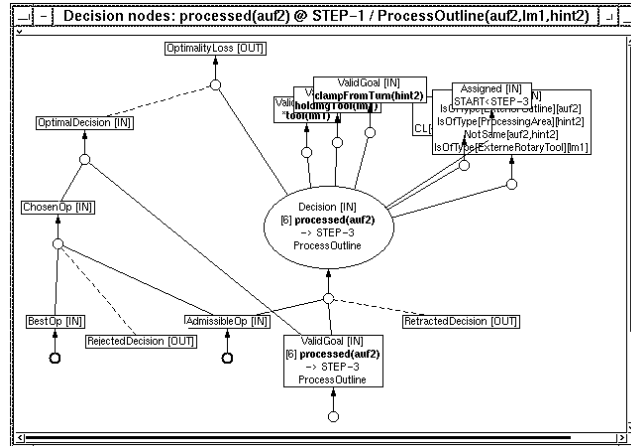 Decision nodes: processed(auf2) @ STEP-1 / ProcessOutline(auf2,lm1,hint2)
OptimalityLoss [OUT]
ValidGoal [IN]
clampFromTurn(hint2)
holdingTool(lm1)
tool(lm1)
Assigned [IN]
START<STEP-3
IsOfType[ExternOutline][auf2]
IsOfType[ProcessingArea][hint2]
NotSame[auf2,hint2]
IsOfType[ExterneRotaryTool][lm1]
OptimalDecision [IN]
ChosenOp [IN]
Decision [IN]
[6] processed(auf2)
-> STEP-3
ProcessOutline
BestOp [IN]
AdmissibleOp [IN]
RetractedDecision [OUT]
RejectedDecision [OUT]
ValidGoal [IN]
[6] processed(auf2)
-> STEP-3
ProcessOutline